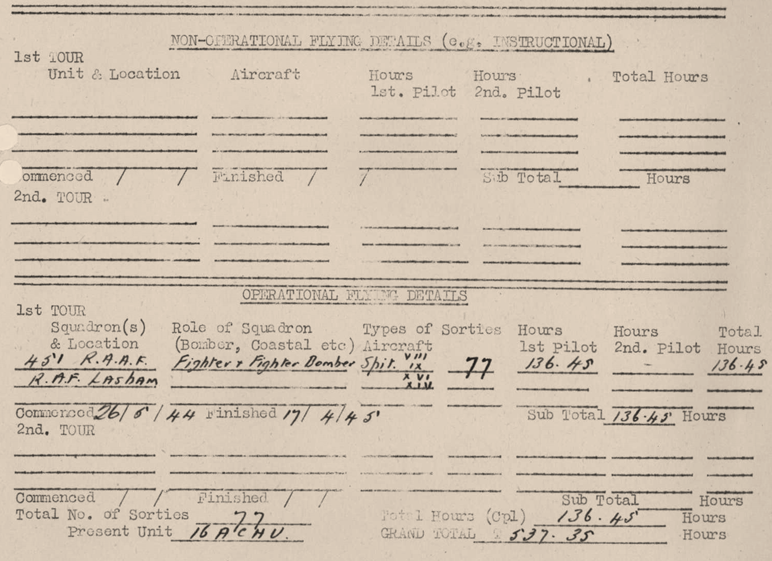 NON-OPERATIONAL FLYING DETAILS (e.g. INSTRUCTIONAL)
1st TOUR
Unit & Location Aircraft Hours 1st. Pilot Hours 2nd. Pilot Total Hours
Commenced / / Finished / / Sub Total Hours
2nd. TOUR
OPERATIONAL FLYING DETAILS
1st TOUR
Squadron(s) & Location Role of Squadron (Bomber, Coastal etc) Types of Aircraft Sorties Hours 1st Pilot Hours 2nd. Pilot Total Hours
451 R.A.A.F. Fighter & Fighter Bomber Spit. VIII IX 77 136.45 - 136.45
R.A.F. LASHAM XVI XIV
Commenced 26/5/44 Finished 17/4/45 Sub Total 136.45 Hours
2nd. TOUR
Commenced / / Finished / / Sub Total Hours
Total No. of Sorties 77 Total Hours (Cpl) 136.45 Hours
Present Unit 16 ACHU. GRAND TOTAL 537.35 Hours